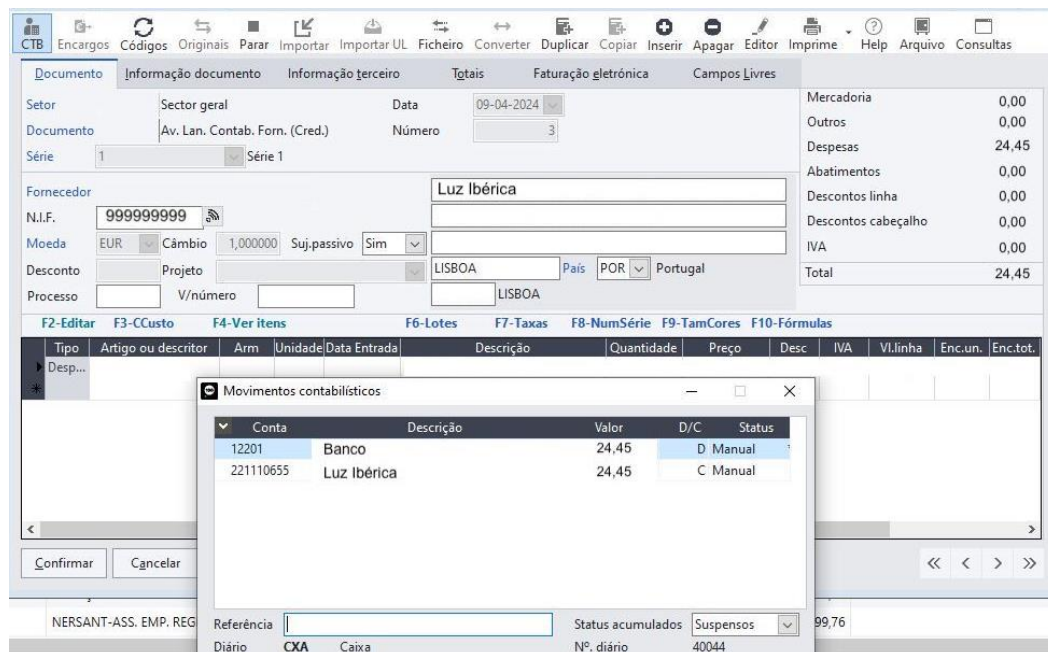 CTB Encargos Códigos Originais Parar Importar Importar UL Ficheiro Converter Duplicar Copiar Inserir Apagar Editor Imprime Help Arquivo Consultas
Documento Informação documento Informação terceiro Totais Faturação eletrónica Campos Livres
Setor Sector geral Data 09-04-2024
Documento Av. Lan. Contab. Forn. (Cred.) Número 3
Série 1 Série 1
Mercadoria 0,00
Outros 0,00
Despesas 24,45
Abatimentos 0,00
Descontos linha 0,00
Descontos cabeçalho 0,00
IVA 0,00
Total 24,45
Fornecedor Luz Ibérica
N.I.F. 999999999
Moeda EUR Câmbio 1,000000 Suj.passivo Sim
Desconto Projeto LISBOA País POR Portugal
Processo V/número LISBOA
F2-Editar F3-CCusto F4-Ver itens F6-Lotes F7-Taxas F8-NumSérie F9-TamCores F10-Fórmulas
Tipo Artigo ou descritor Arm Unidade Data Entrada Descrição Quantidade Preço Desc IVA Vl.linha Enc.un. Enc.tot.
Desp...
Movimentos contabilísticos
Conta Descrição Valor D/C Status
12201 Banco 24,45 D Manual
221110655 Luz Ibérica 24,45 C Manual
Confirmar Cancelar
Referência Status acumulados Suspensos
NERSANT-ASS. EMP. REG 99,76
Diário CXA Caixa Nº. diário 40044